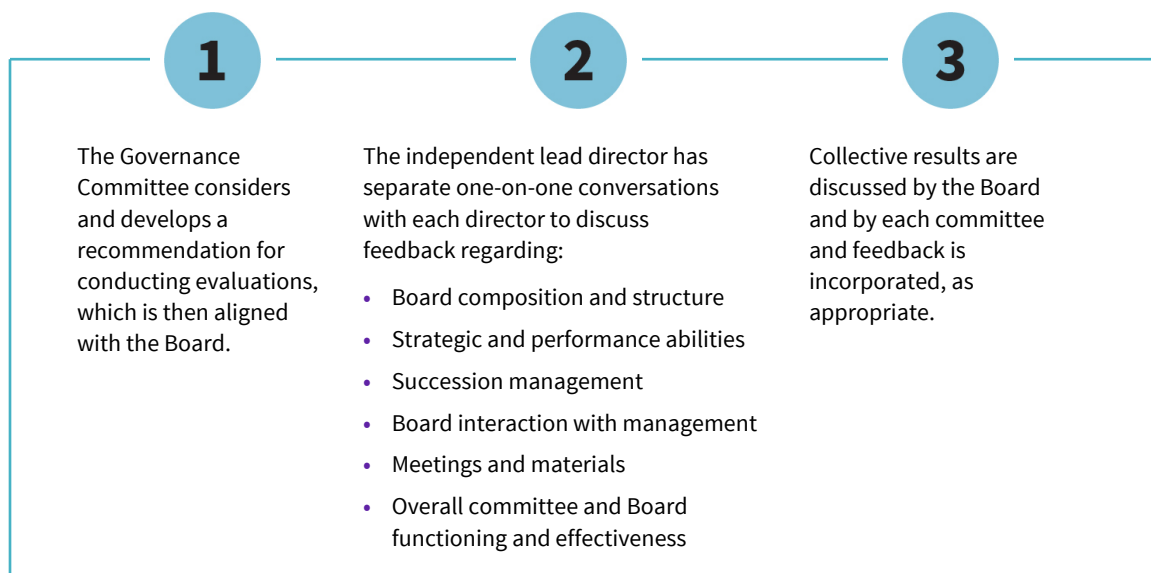 1
The Governance
Committee considers
and develops a
recommendation for
conducting evaluations,
which is then aligned
with the Board.
2
The independent lead director has
separate one-on-one conversations
with each director to discuss
feedback regarding:
• Board composition and structure
• Strategic and performance abilities
• Succession management
• Board interaction with management
• Meetings and materials
• Overall committee and Board
functioning and effectiveness
3
Collective results are
discussed by the Board
and by each committee
and feedback is
incorporated, as
appropriate.